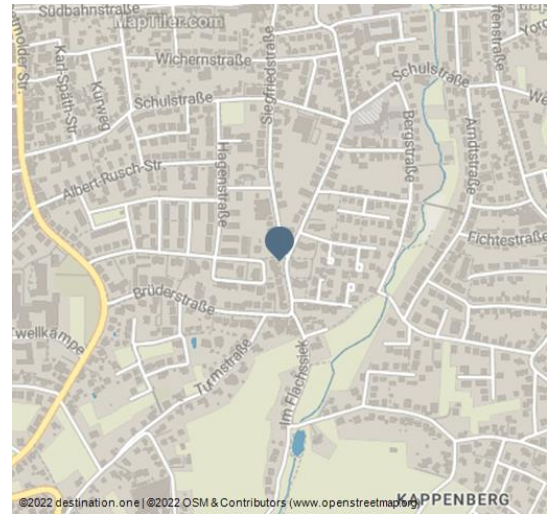 Südbahnstraße
MapTiler.com
Wichernstraße
Karl-Späth-Str.
Kurweg
Siegfriedstraße
Schulstraße
Schulstraße
Hagenstraße
Bergstraße
Arndtstraße
Albert-Rusch-Str.
Fichtestraße
Brüderstraße
Turmstraße
Im Flachssiek
KAPPENBERG
©2022 destination.one | ©2022 OSM & Contributors (www.openstreetmap.org)